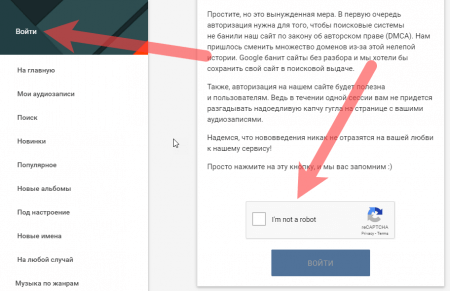 Войти
На главную
Мои аудиозаписи
Поиск
Новинки
Популярное
Новые альбомы
Под настроение
Новые имена
На любой случай
Музыка по жанрам
Простите, но это вынужденная мера. В первую очередь
авторизация нужна для того, чтобы поисковые системы
не банили наш сайт по закону об авторском праве (DMCA). Нам
пришлось сменить множество доменов из-за этой нелепой
истории. Google банит сайты без разбора и мы хотели бы
сохранить свой сайт в поисковой выдаче.
Также, авторизация на нашем сайте будет полезна
и пользователям. Ведь в течении одной сессии вам не придется
разгадывать надоедливую капчу гугла на странице с вашими
аудиозаписями.
Надемся, что нововведения никак не отразятся на вашей любви
к нашему сервису!
Просто нажмите на эту кнопку, и мы вас запомним :)
I'm not a robot
reCAPTCHA
Privacy - Terms
ВОЙТИ